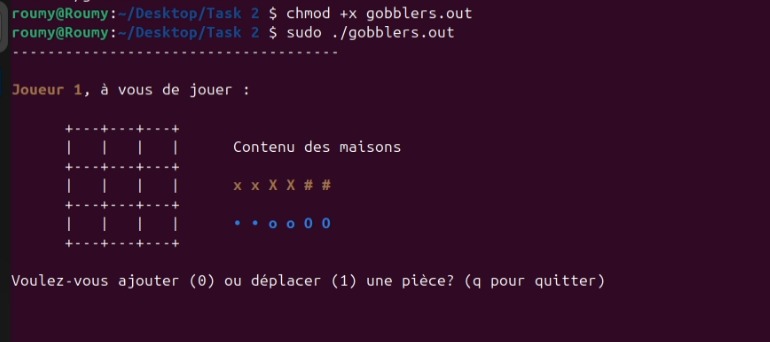 roumy@Roumy:~/Desktop/Task 2 $ chmod +x gobblers.out
roumy@Roumy:~/Desktop/Task 2 $ sudo ./gobblers.out
------------------------------------
Joueur 1, à vous de jouer :
+---+---+---+
|   |   |   |      Contenu des maisons
+---+---+---+
|   |   |   |      x x X X # #
+---+---+---+
|   |   |   |      • • o o O O
+---+---+---+
Voulez-vous ajouter (0) ou déplacer (1) une pièce? (q pour quitter)